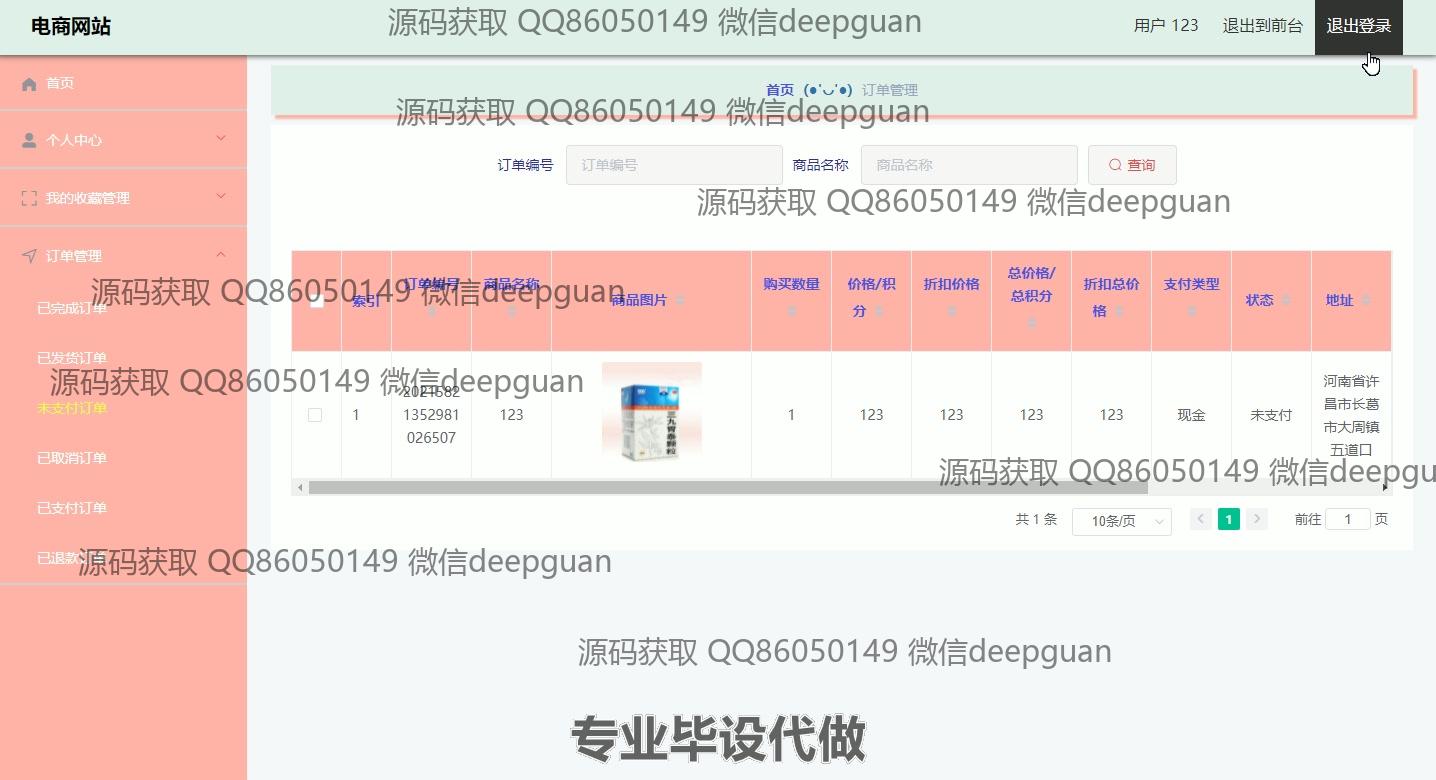 电商网站
源码获取 QQ86050149 微信deepguan
用户 123
退出到前台
退出登录
首页
首页 (●'◡'●) 订单管理
源码获取 QQ86050149 微信deepguan
个人中心
订单编号 订单编号 商品名称 商品名称 查询
我的收藏管理
源码获取 QQ86050149 微信deepguan
订单管理
源码获取 QQ86050149 微信deepguan
索引
订单编号
商品名称
商品图片
购买数量
价格/积
分
折扣价格
总价格/
总积分
折扣总价
格
支付类型
状态
地址
已完成订单
已发货订单
源码获取 QQ86050149 微信deepguan
未支付订单
已取消订单
已支付订单
已退款订单
1
2021582
1352981
026507
123
三九胃泰颗粒
1
123
123
123
123
现金
未支付
河南省许
昌市长葛
市大周镇
五道口
源码获取 QQ86050149 微信deepgu
共 1 条 10条/页 1 前往 1 页
源码获取 QQ86050149 微信deepguan
源码获取 QQ86050149 微信deepguan
专业毕设代做